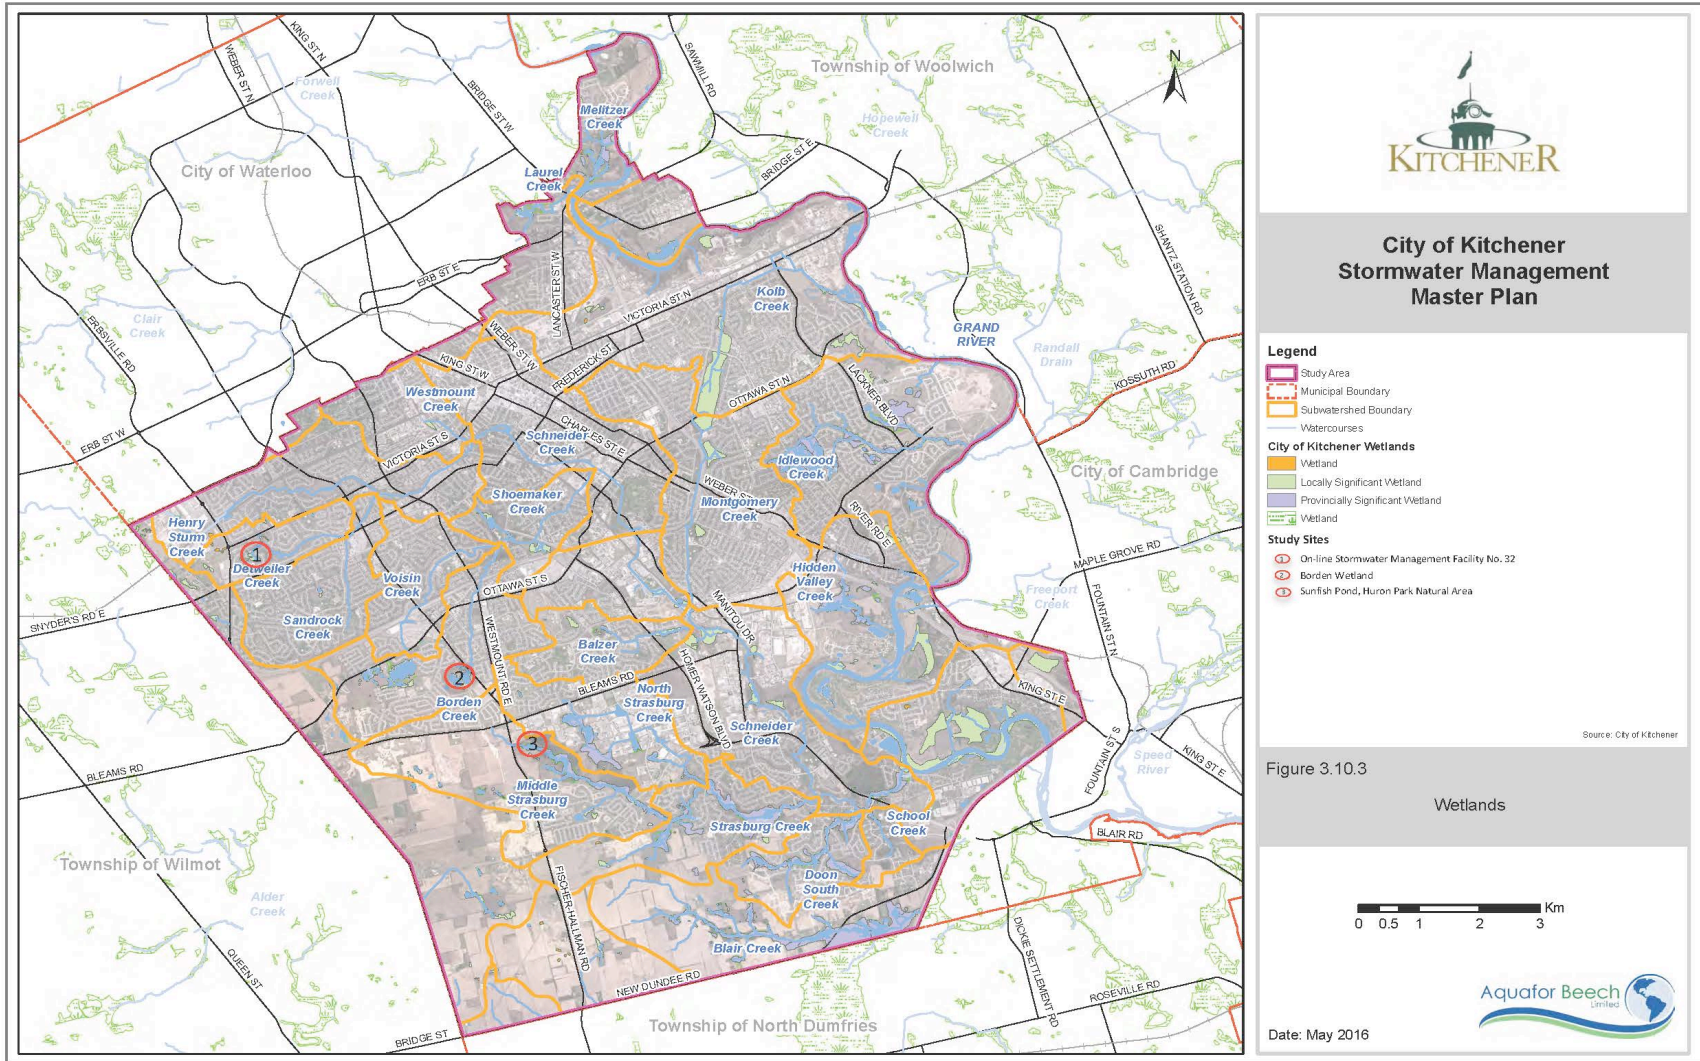 KING ST N
WEBER ST N
Forwell
Creek
BRIDGE ST W
SAWMILL RD
Township of Woolwich
N
Melitzer
Creek
Hopewell
Creek
City of Waterloo
Laurel
Creek
BRIDGE ST E
SHANTZ STATION RD
ERB ST E
LANCASTER ST W
Kolb
Creek
VICTORIA ST N
Clair
Creek
ERBSVILLE RD
WEBER ST W
GRAND
RIVER
Randall
Drain
KING ST W
FREDERICK ST
KOSSUTH RD
Westmount
Creek
OTTAWA ST N
LACKNER BLVD
ERB ST W
VICTORIA ST S
CHARLES ST E
Schneider
Creek
Idlewood
Creek
City of Cambridge
Shoemaker
Creek
WEBER ST
Montgomery
Creek
RIVER RD E
Henry
Sturm
Creek
1
Detweiler
Creek
Voisin
Creek
OTTAWA ST S
Hidden
Valley
Creek
MAPLE GROVE RD
Freeport
Creek
FOUNTAIN ST N
SNYDER'S RD E
Sandrock
Creek
MANITOU DR
WESTMOUNT RD E
Balzer
Creek
HOMER WATSON BLVD
2
BLEAMS RD
Borden
Creek
North
Strasburg
Creek
KING ST E
Schneider
Creek
3
BLEAMS RD
FOUNTAIN ST S
Speed
River
KING ST E
Middle
Strasburg
Creek
Strasburg Creek
School
Creek
BLAIR RD
Township of Wilmot
FISCHER-HALLMAN RD
Doon
South
Creek
Alder
Creek
Blair Creek
DICKIE SETTLEMENT RD
QUEEN ST
NEW DUNDEE RD
ROSEVILLE RD
BRIDGE ST
Township of North Dumfries
KITCHENER
City of Kitchener
Stormwater Management
Master Plan
Legend
Study Area
Municipal Boundary
Subwatershed Boundary
Watercourses
City of Kitchener Wetlands
Wetland
Locally Significant Wetland
Provincially Significant Wetland
Wetland
Study Sites
1 On-line Stormwater Management Facility No. 32
2 Borden Wetland
3 Sunfish Pond, Huron Park Natural Area
Source: City of Kitchener
Figure 3.10.3
Wetlands
Km
0 0.5 1 2 3
Aquafor Beech
Limited
Date: May 2016